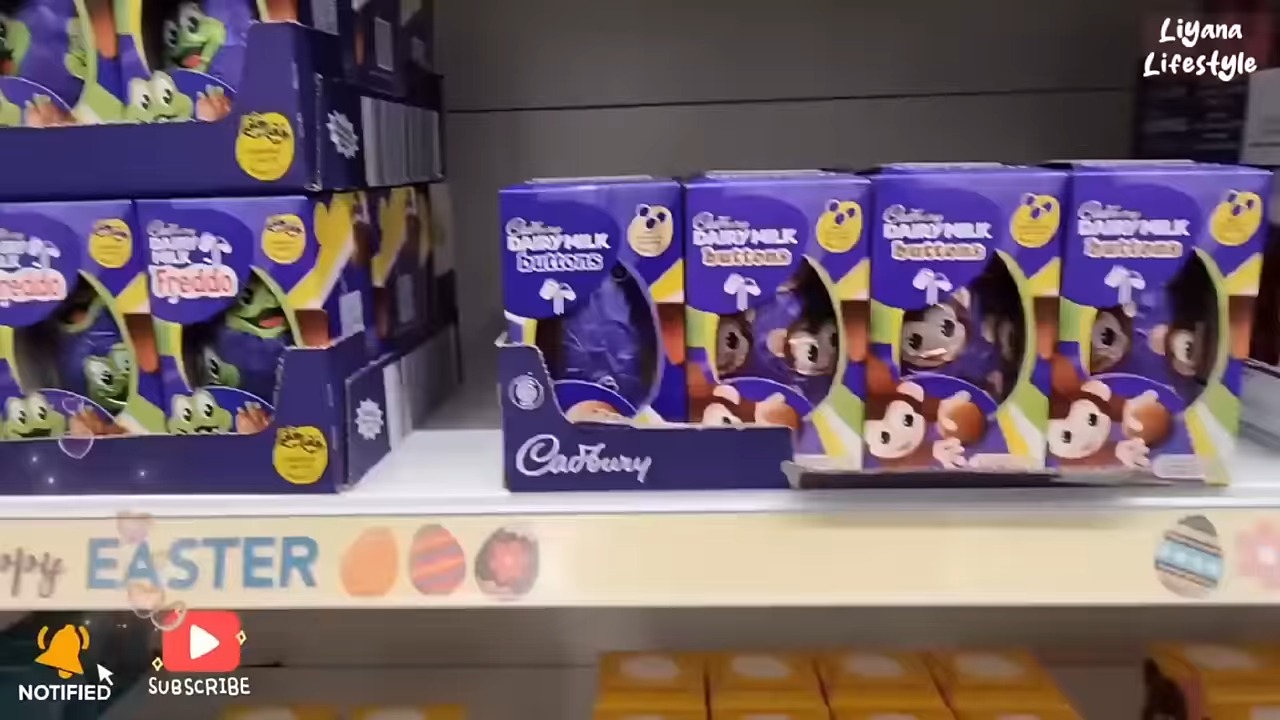 Liyana
Lifestyle
Cadbury
DAIRY MILK
Freddo
Cadbury
DAIRY MILK
buttons
Cadbury
DAIRY MILK
buttons
Cadbury
DAIRY MILK
buttons
Cadbury
DAIRY MILK
buttons
Cadbury
EASTER
NOTIFIED
SUBSCRIBE